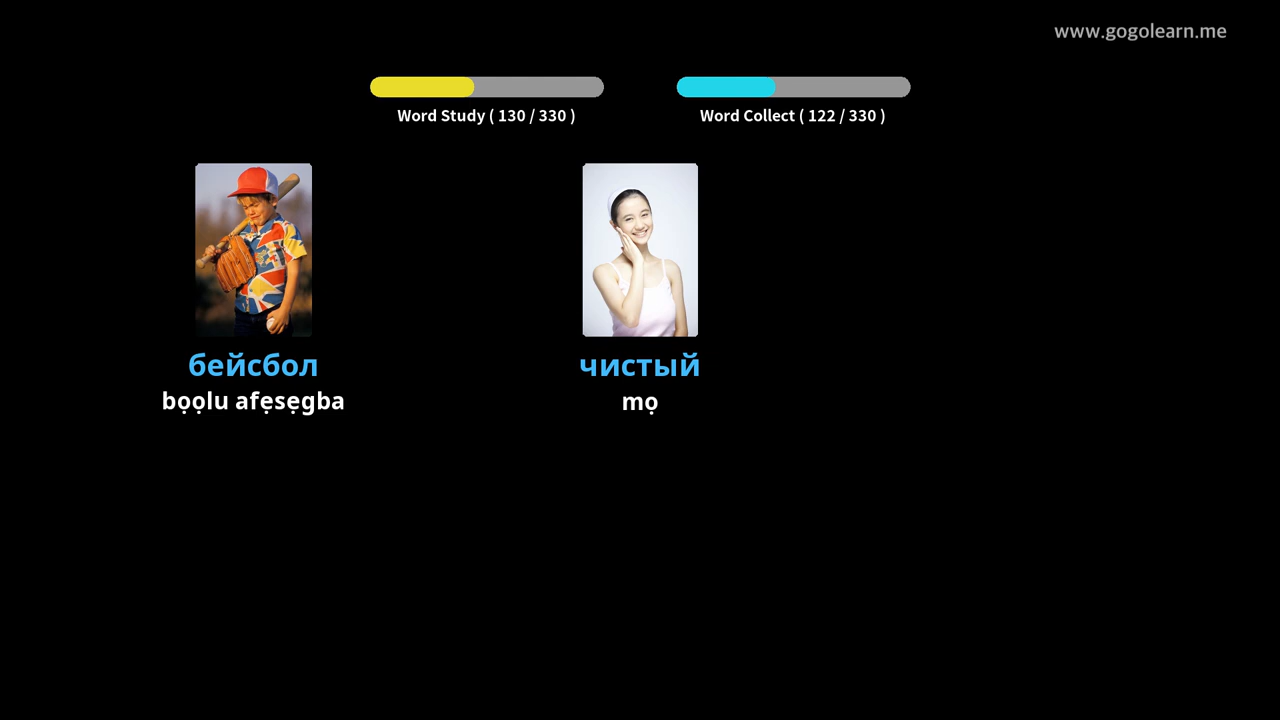 www.gogolearn.me
Word Study ( 130 / 330 )
Word Collect ( 122 / 330 )
бейсбол
bọọlu afẹsẹgba
чистый
mọ